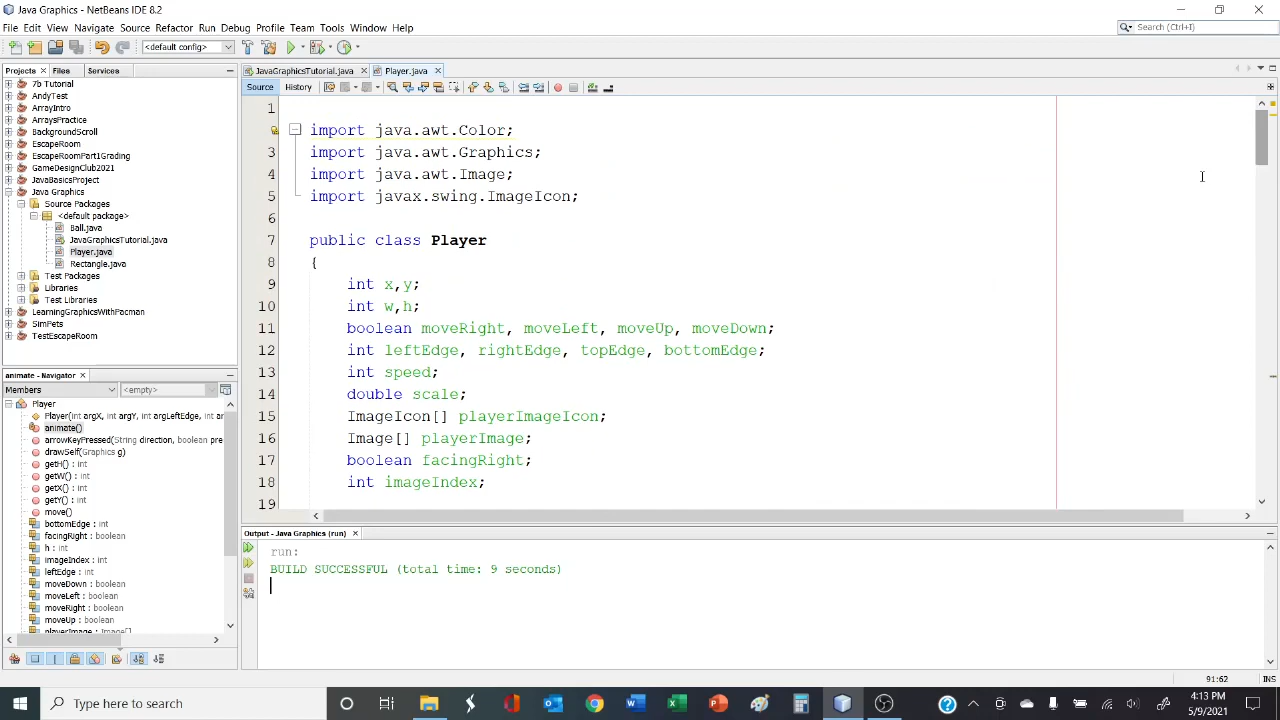 Java Graphics - NetBeans IDE 8.2
File Edit View Navigate Source Refactor Run Debug Profile Team Tools Window Help
Search (Ctrl+I)
<default config>
Projects Files Services
7b Tutorial
AndyTest
ArrayIntro
ArraysPractice
BackgroundScroll
EscapeRoom
EscapeRoomPart1Grading
GameDesignClub2021
JavaBasicsProject
Java Graphics
Source Packages
<default package>
Ball.java
JavaGraphicsTutorial.java
Player.java
Rectangle.java
Test Packages
Libraries
Test Libraries
LearningGraphicsWithPacman
SimPets
TestEscapeRoom
animate - Navigator
Members <empty>
Player
Player(int argX, int argY, int argLeftEdge, int ar
animate()
arrowKeyPressed(String direction, boolean pre
drawSelf(Graphics g)
getH() : int
getW() : int
getX() : int
getY() : int
move()
bottomEdge : int
facingRight : boolean
h : int
imageIndex : int
leftEdge : int
moveDown : boolean
moveLeft : boolean
moveRight : boolean
moveUp : boolean
playerImage : Image[]
JavaGraphicsTutorial.java Player.java
Source History
1
import java.awt.Color;
3 import java.awt.Graphics;
4 import java.awt.Image;
5 import javax.swing.ImageIcon;
6
7 public class Player
8 {
9 int x,y;
10 int w,h;
11 boolean moveRight, moveLeft, moveUp, moveDown;
12 int leftEdge, rightEdge, topEdge, bottomEdge;
13 int speed;
14 double scale;
15 ImageIcon[] playerImageIcon;
16 Image[] playerImage;
17 boolean facingRight;
18 int imageIndex;
19
Output - Java Graphics (run)
run:
BUILD SUCCESSFUL (total time: 9 seconds)
91:62 INS
Type here to search
4:13 PM
5/9/2021